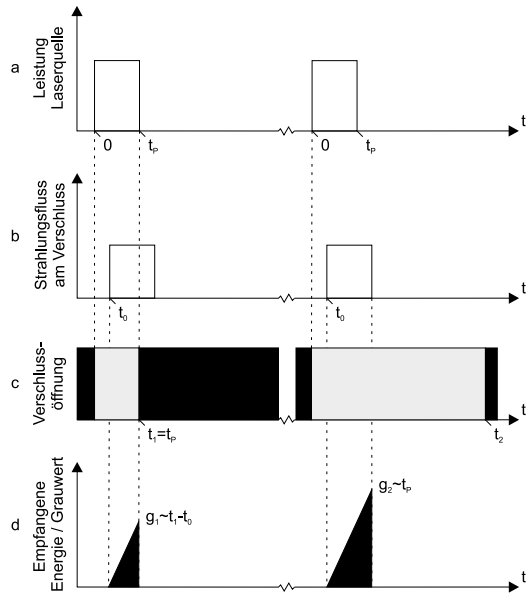 a
Leistung
Laserquelle
t
0
tₚ
0
tₚ
b
Strahlungsfluss
am Verschluss
t
t₀
t₀
c
Verschluss-
öffnung
t
t₁=tₚ
t₂
d
Empfangene
Energie / Grauwert
g₁~t₁-t₀
g₂~tₚ
t